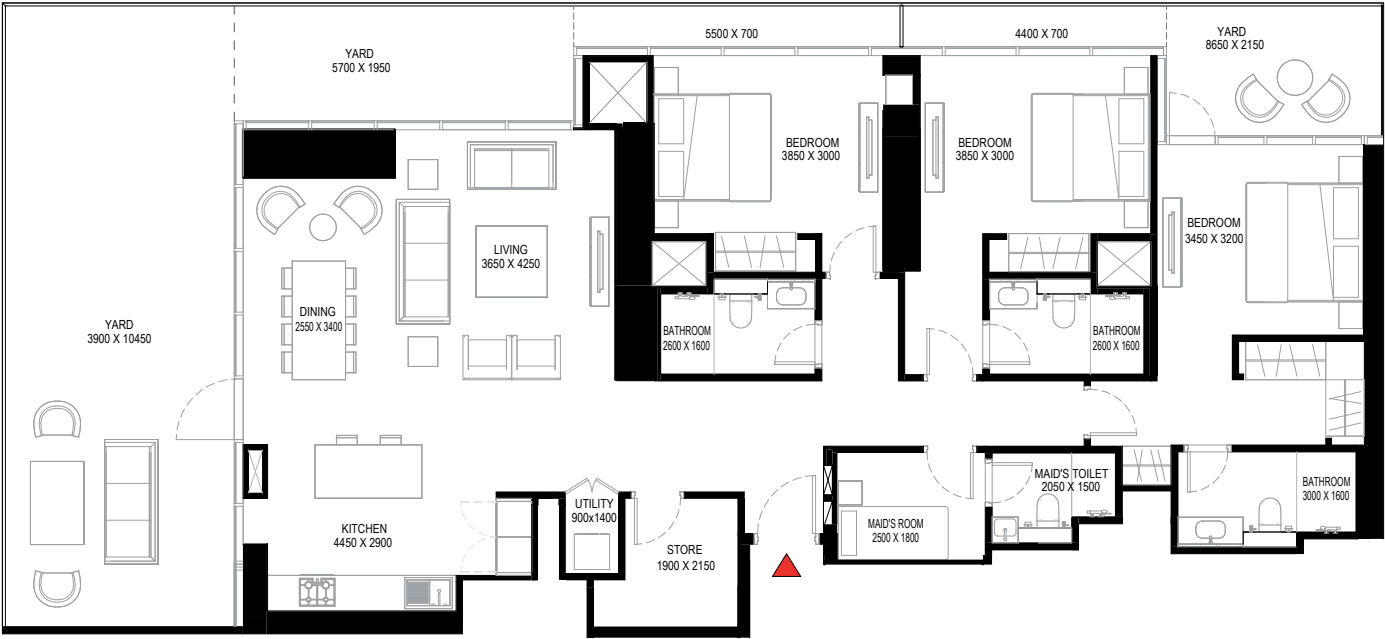 YARD
5700 X 1950
5500 X 700
4400 X 700
YARD
8650 X 2150
BEDROOM
3850 X 3000
BEDROOM
3850 X 3000
BEDROOM
3450 X 3200
LIVING
3650 X 4250
DINING
2550 X 3400
YARD
3900 X 10450
BATHROOM
2600 X 1600
BATHROOM
2600 X 1600
MAID'S TOILET
2050 X 1500
BATHROOM
3000 X 1600
UTILITY
900x1400
KITCHEN
4450 X 2900
MAID'S ROOM
2500 X 1800
STORE
1900 X 2150